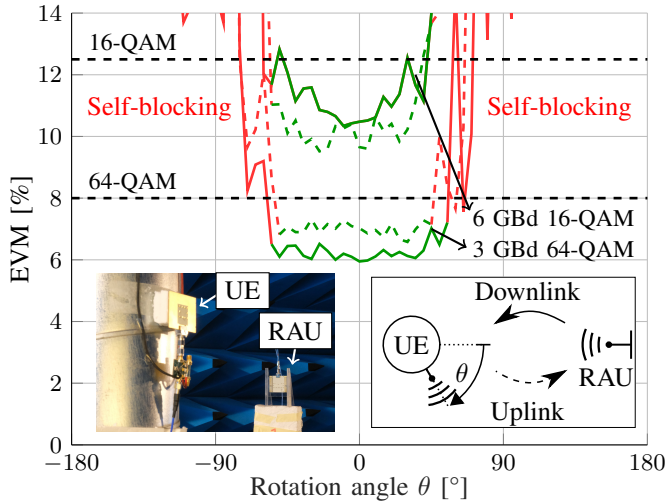 14
12
10
8
6
4
2
0
EVM [%]
16-QAM
Self-blocking
Self-blocking
64-QAM
6 GBd 16-QAM
3 GBd 64-QAM
UE
RAU
Downlink
UE
θ
RAU
Uplink
−180
−90
0
90
180
Rotation angle θ [°]